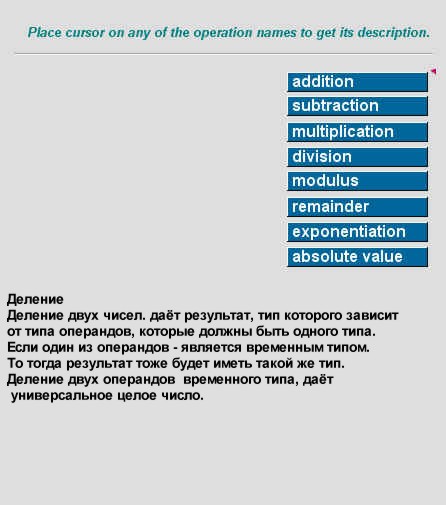 Place cursor on any of the operation names to get its description.
addition
subtraction
multiplication
division
modulus
remainder
exponentiation
absolute value
Деление
Деление двух чисел. даёт результат, тип которого зависит
от типа операндов, которые должны быть одного типа.
Если один из операндов - является временным типом.
То тогда результат тоже будет иметь такой же тип.
Деление двух операндов временного типа, даёт
универсальное целое число.